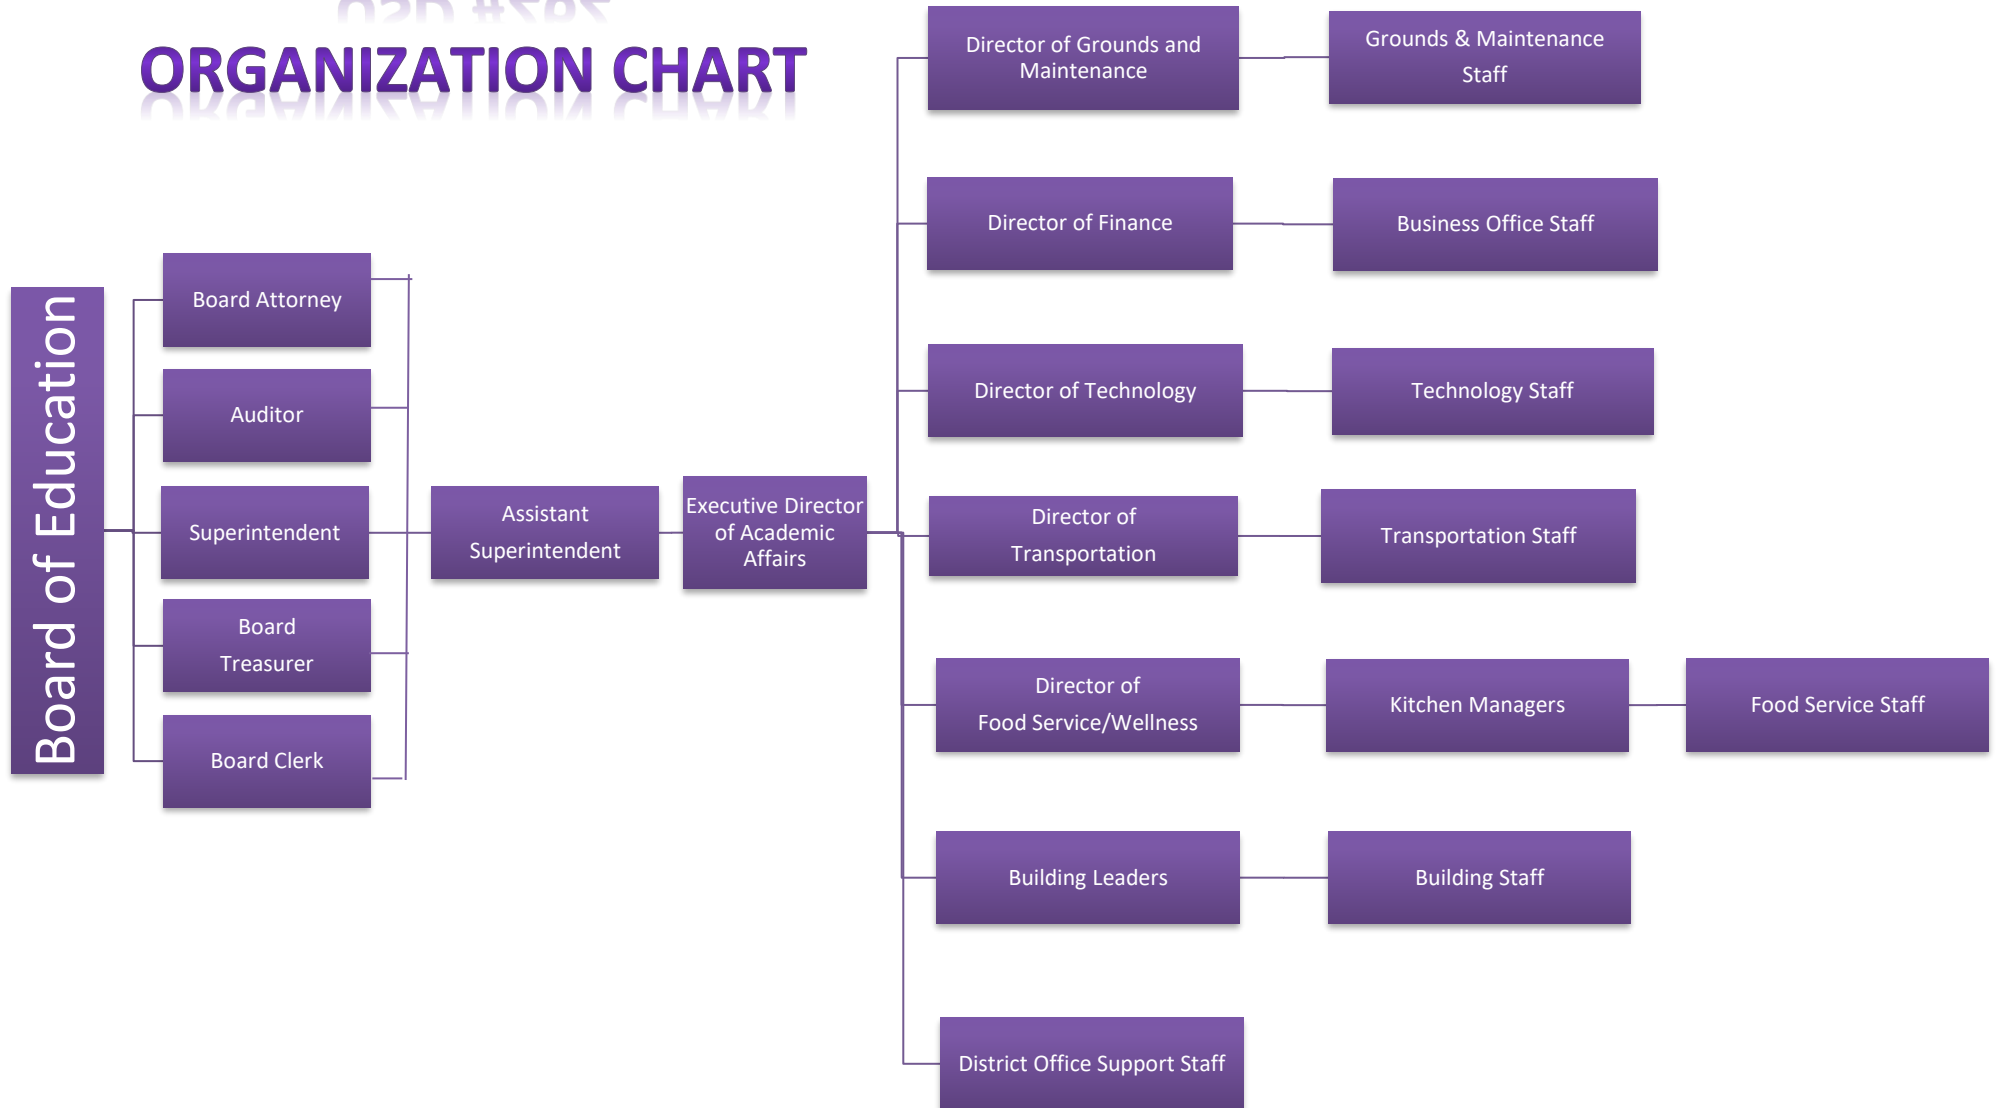 ORGANIZATION CHART
Board of Education
Board Attorney
Auditor
Superintendent
Board
Treasurer
Board Clerk
Assistant
Superintendent
Executive Director
of Academic
Affairs
Director of Grounds and
Maintenance
Grounds & Maintenance
Staff
Director of Finance
Business Office Staff
Director of Technology
Technology Staff
Director of
Transportation
Transportation Staff
Director of
Food Service/Wellness
Kitchen Managers
Food Service Staff
Building Leaders
Building Staff
District Office Support Staff